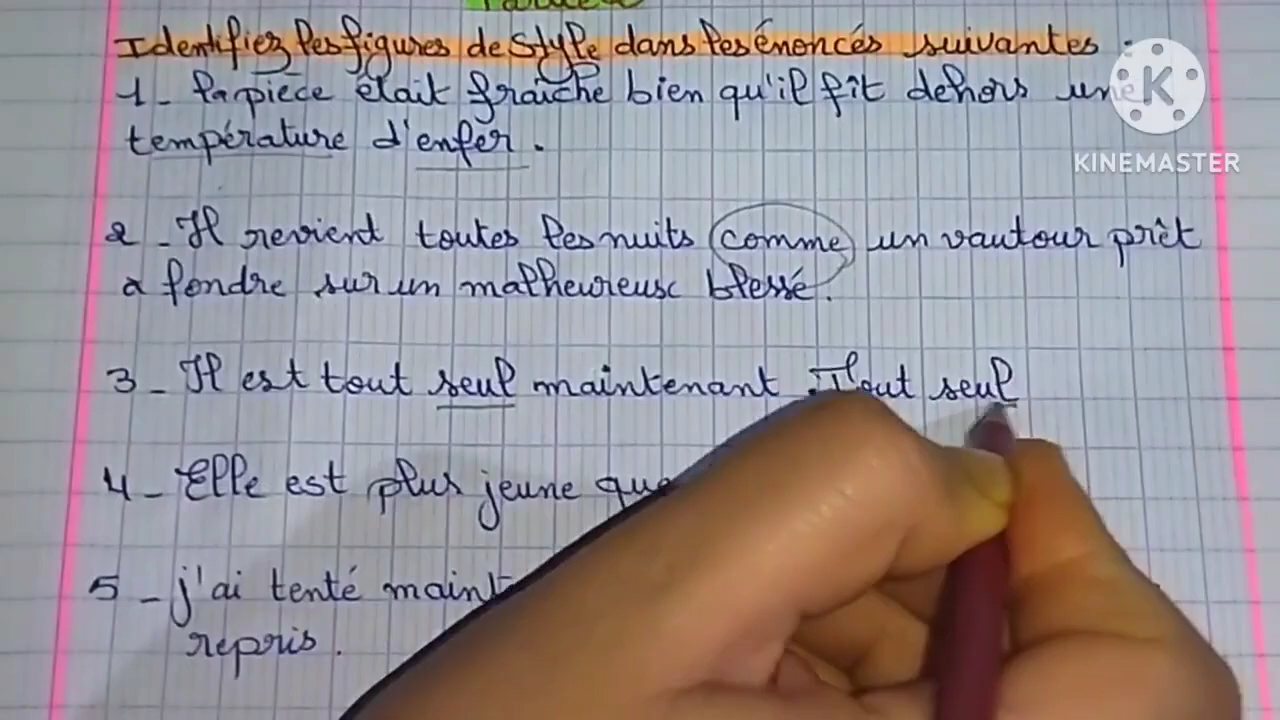 Identifiez les figures de style dans les énoncés suivantes :
1 - la pièce était fraîche bien qu'il fît dehors une
température d'enfer .
KINEMASTER
2 - Il revient toutes les nuits comme un vautour prêt
a fondre sur un malheureux blessé.
3 - Il est tout seul maintenant . Tout seul
4 - Elle est plus jeune que
5 - j'ai tenté
repris .